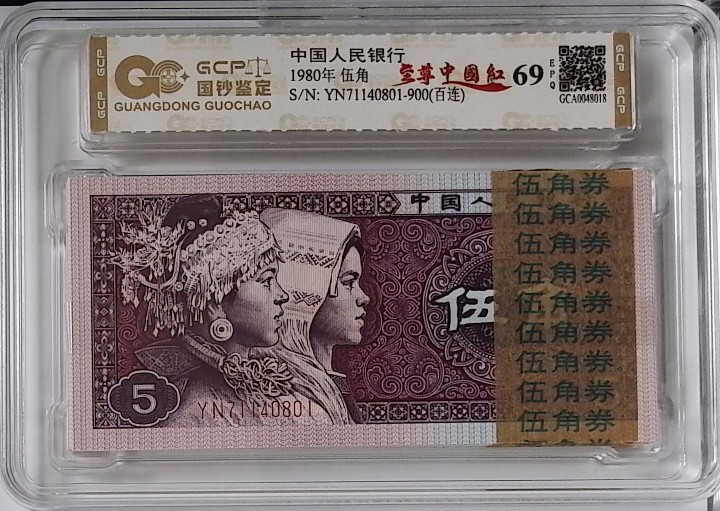 GCP
GCP
国钞鉴定
GUANGDONG GUOCHAO
中国人民银行
1980年 伍角
S/N: YN71140801-900(百连)
至尊中國紅
69
EPQ
GCA0048018
GCP
GCP
GCP
中国人
伍
5
YN71140801
伍角券
伍角券
伍角券
伍角券
伍角券
伍角券
伍角券
伍角券
伍角券